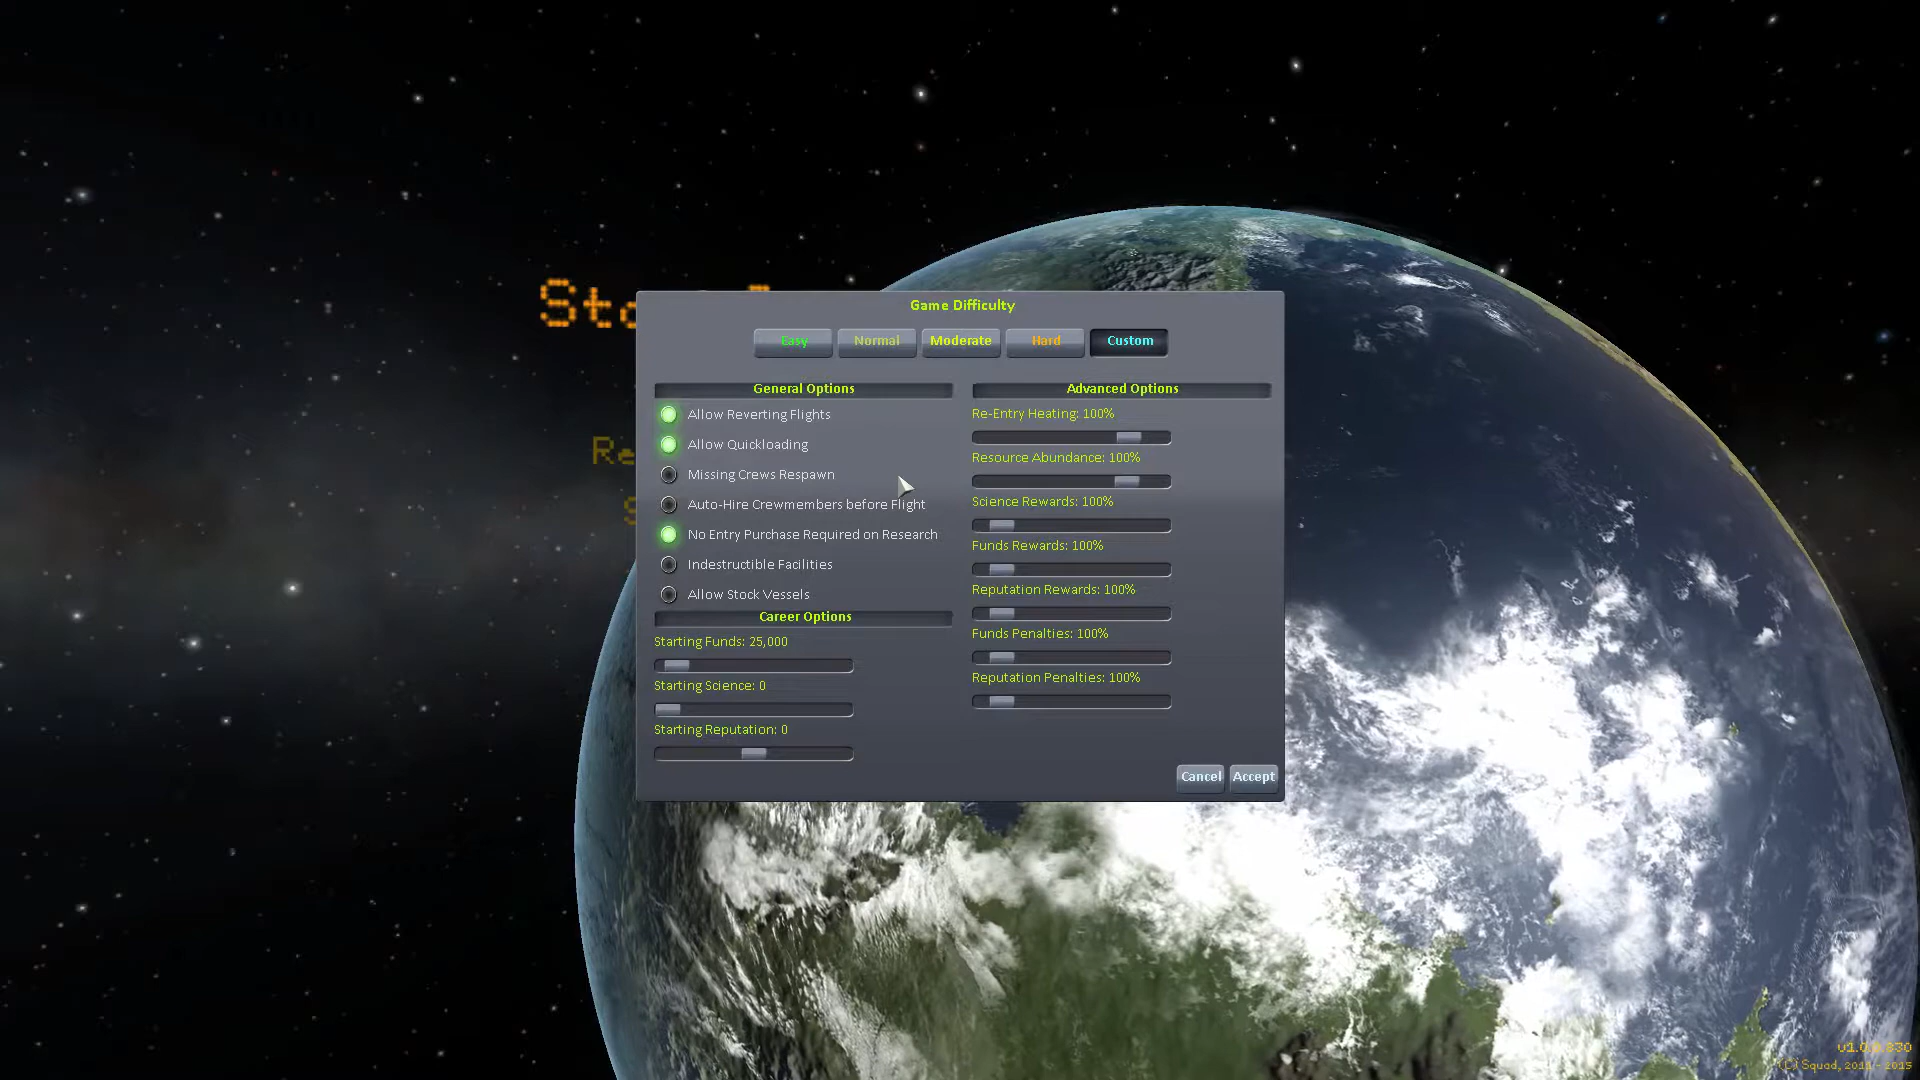 Game Difficulty
Easy Normal Moderate Hard Custom
General Options
Allow Reverting Flights
Allow Quickloading
Missing Crews Respawn
Auto-Hire Crewmembers before Flight
No Entry Purchase Required on Research
Indestructible Facilities
Allow Stock Vessels
Career Options
Starting Funds: 25,000
Starting Science: 0
Starting Reputation: 0
Advanced Options
Re-Entry Heating: 100%
Resource Abundance: 100%
Science Rewards: 100%
Funds Rewards: 100%
Reputation Rewards: 100%
Funds Penalties: 100%
Reputation Penalties: 100%
Cancel Accept
(C) Squad, 2011 - 2015